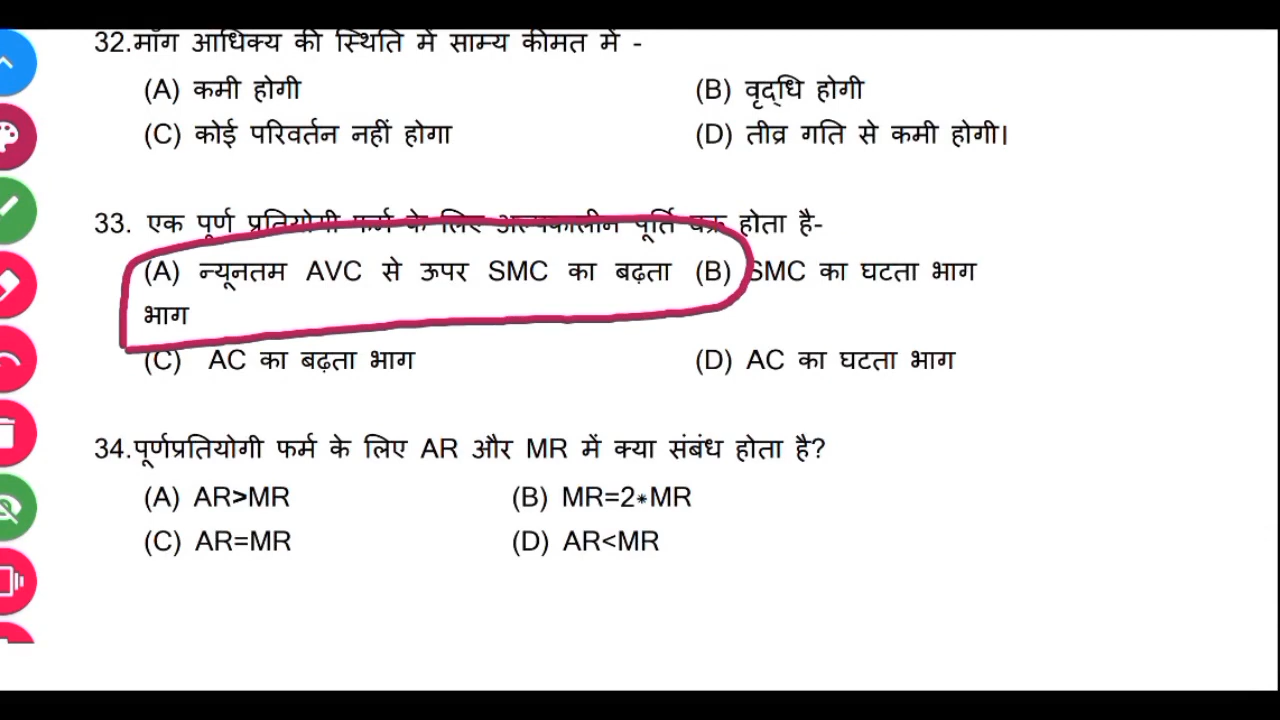 32.माँग आधिक्य की स्थिति में साम्य कीमत में -
(A) कमी होगी (B) वृद्धि होगी
(C) कोई परिवर्तन नहीं होगा (D) तीव्र गति से कमी होगी।
33. एक पूर्ण प्रतियोगी फर्म के लिए अल्पकालीन पूर्ति वक्र होता है-
(A) न्यूनतम AVC से ऊपर SMC का बढ़ता (B) SMC का घटता भाग
भाग
(C) AC का बढ़ता भाग (D) AC का घटता भाग
34.पूर्णप्रतियोगी फर्म के लिए AR और MR में क्या संबंध होता है?
(A) AR>MR (B) MR=2*MR
(C) AR=MR (D) AR<MR